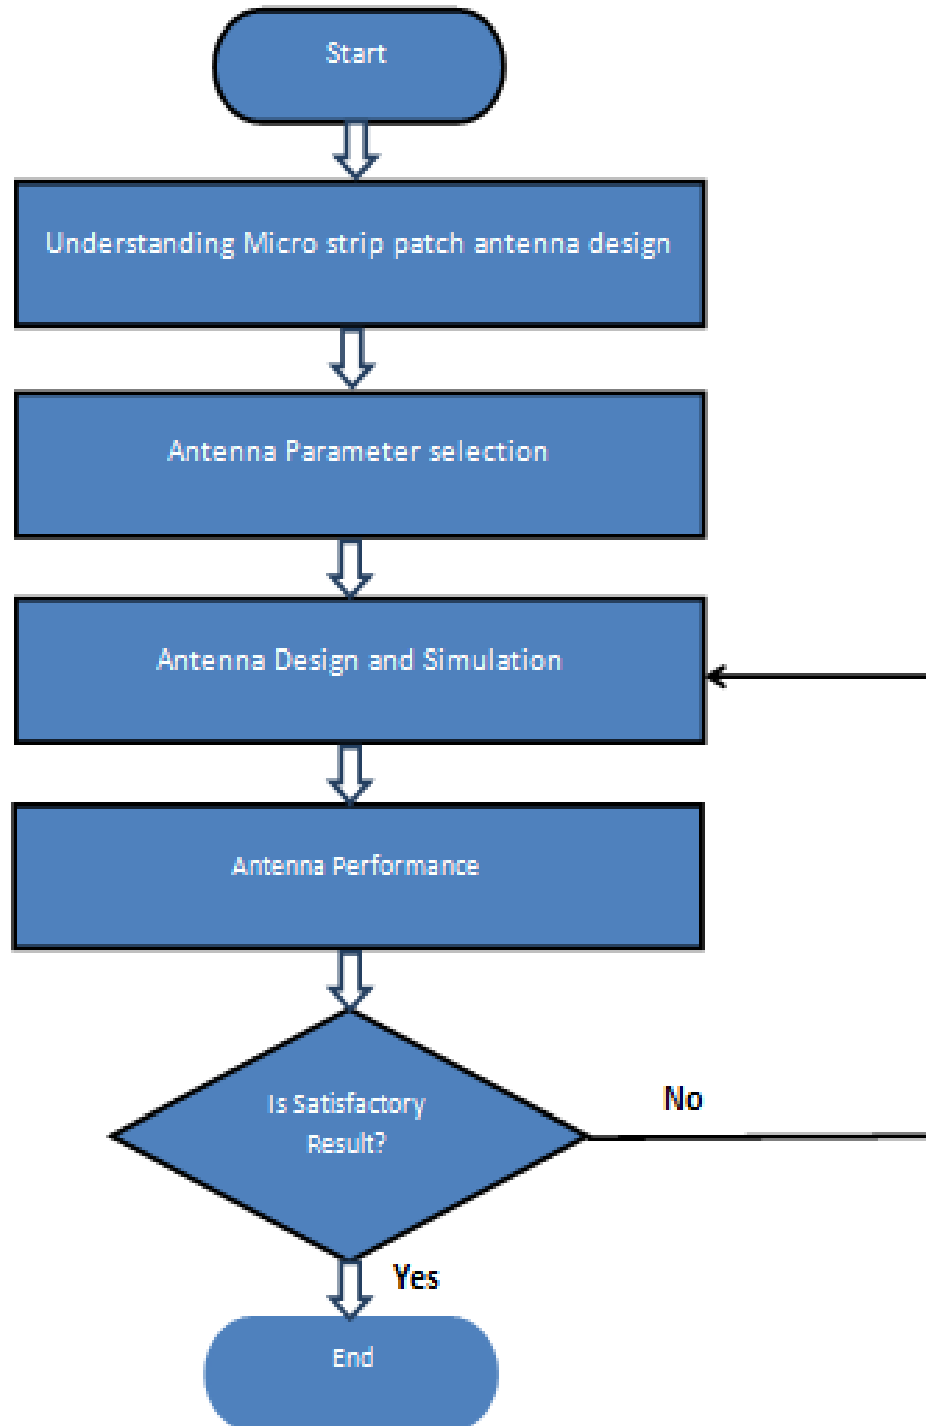 Start
Understanding Micro strip patch antenna design
Antenna Parameter selection
Antenna Design and Simulation
Antenna Performance
Is Satisfactory
Result?
No
Yes
End